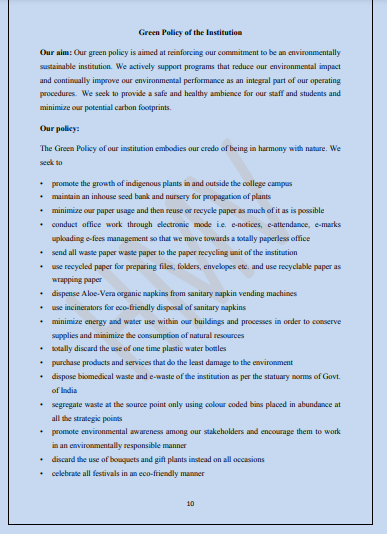 Green Policy of the Institution
Our aim: Our green policy is aimed at reinforcing our commitment to be an environmentally
sustainable institution. We actively support programs that reduce our environmental impact
and continually improve our environmental performance as an integral part of our operating
procedures. We seek to provide a safe and healthy ambience for our staff and students and
minimize our potential carbon footprints.
Our policy:
The Green Policy of our institution embodies our credo of being in harmony with nature. We
seek to
• promote the growth of indigenous plants in and outside the college campus
• maintain an inhouse seed bank and nursery for propagation of plants
• minimize our paper usage and then reuse or recycle paper as much of it as is possible
• conduct office work through electronic mode i.e. e-notices, e-attendance, e-marks
uploading e-fees management so that we move towards a totally paperless office
• send all waste paper waste paper to the paper recycling unit of the institution
• use recycled paper for preparing files, folders, envelopes etc. and use recyclable paper as
wrapping paper
• dispense Aloe-Vera organic napkins from sanitary napkin vending machines
• use incinerators for eco-friendly disposal of sanitary napkins
• minimize energy and water use within our buildings and processes in order to conserve
supplies and minimize the consumption of natural resources
• totally discard the use of one time plastic water bottles
• purchase products and services that do the least damage to the environment
• dispose biomedical waste and e-waste of the institution as per the statuary norms of Govt.
of India
• segregate waste at the source point only using colour coded bins placed in abundance at
all the strategic points
• promote environmental awareness among our stakeholders and encourage them to work
in an environmentally responsible manner
• discard the use of bouquets and gift plants instead on all occasions
• celebrate all festivals in an eco-friendly manner
10